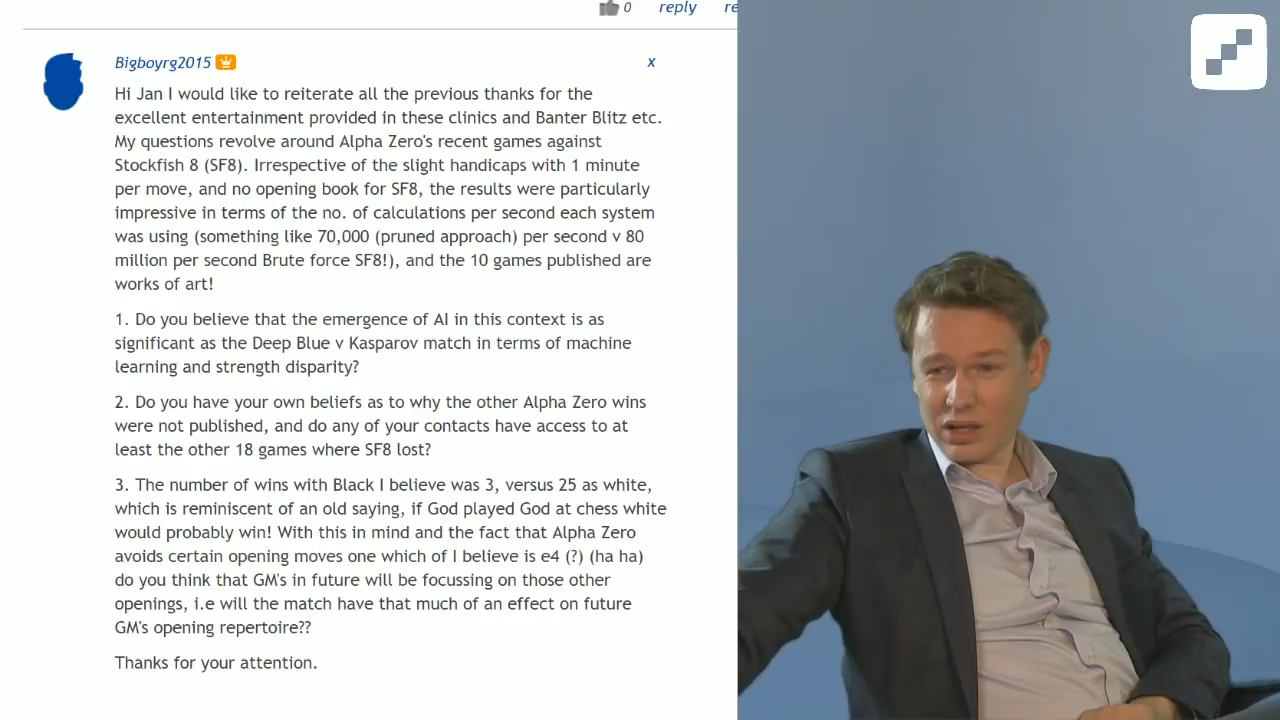 0 reply re
Bigboyrg2015
x
Hi Jan I would like to reiterate all the previous thanks for the
excellent entertainment provided in these clinics and Banter Blitz etc.
My questions revolve around Alpha Zero's recent games against
Stockfish 8 (SF8). Irrespective of the slight handicaps with 1 minute
per move, and no opening book for SF8, the results were particularly
impressive in terms of the no. of calculations per second each system
was using (something like 70,000 (pruned approach) per second v 80
million per second Brute force SF8!), and the 10 games published are
works of art!
1. Do you believe that the emergence of AI in this context is as
significant as the Deep Blue v Kasparov match in terms of machine
learning and strength disparity?
2. Do you have your own beliefs as to why the other Alpha Zero wins
were not published, and do any of your contacts have access to at
least the other 18 games where SF8 lost?
3. The number of wins with Black I believe was 3, versus 25 as white,
which is reminiscent of an old saying, if God played God at chess white
would probably win! With this in mind and the fact that Alpha Zero
avoids certain opening moves one which of I believe is e4 (?) (ha ha)
do you think that GM's in future will be focussing on those other
openings, i.e will the match have that much of an effect on future
GM's opening repertoire??
Thanks for your attention.